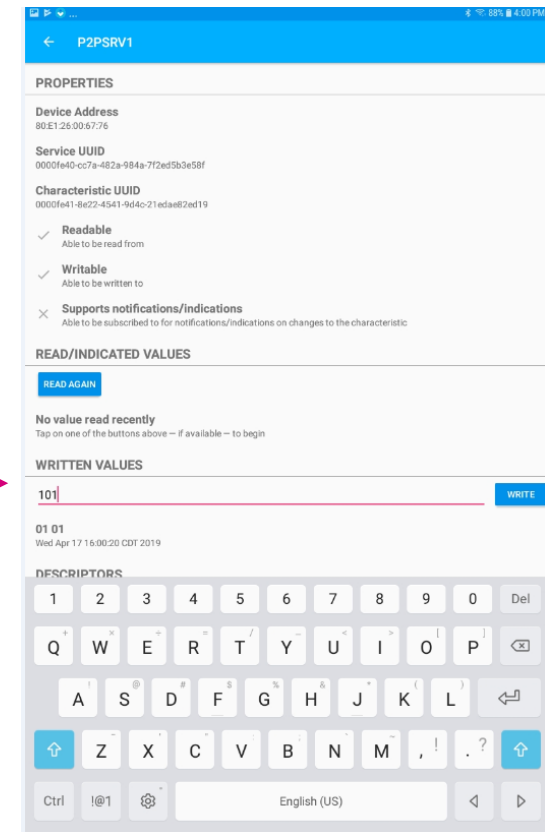 ... 88% 4:00 PM
P2PSRV1
PROPERTIES
Device Address
80:E1:26:00:67:76
Service UUID
0000fe40-cc7a-482a-984a-7f2ed5b3e58f
Characteristic UUID
0000fe41-8e22-4541-9d4c-21edae82ed19
Readable
Able to be read from
Writable
Able to be written to
Supports notifications/indications
Able to be subscribed to for notifications/indications on changes to the characteristic
READ/INDICATED VALUES
READ AGAIN
No value read recently
Tap on one of the buttons above — if available — to begin
WRITTEN VALUES
101 WRITE
01 01
Wed Apr 17 16:00:20 CDT 2019
DESCRIPTORS
1 2 3 4 5 6 7 8 9 0 Del
Q W E R T Y U I O P
A S D F G H J K L
Z X C V B N M , ! . ?
Ctrl !@1 English (US)